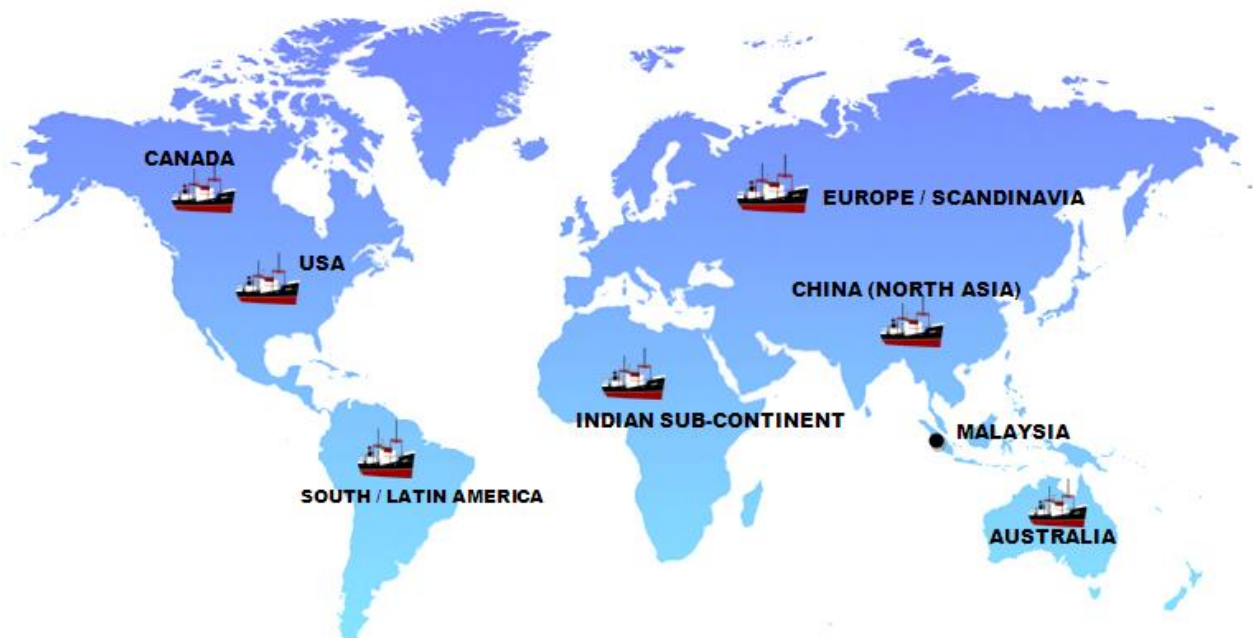 CANADA
EUROPE / SCANDINAVIA
USA
CHINA (NORTH ASIA)
INDIAN SUB-CONTINENT
MALAYSIA
SOUTH / LATIN AMERICA
AUSTRALIA